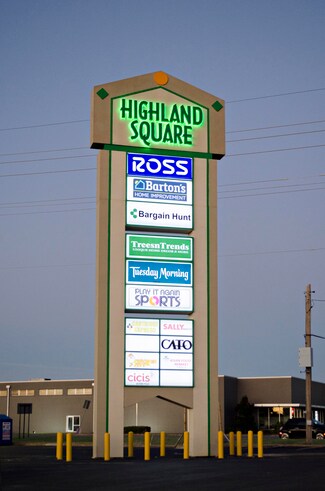 HIGHLAND
SQUARE
ROSS
Barton's
HOME IMPROVEMENT
Bargain Hunt
TreesnTrends
Tuesday Morning
PLAY IT AGAIN
SPORTS
SALLY
CATO
cicis